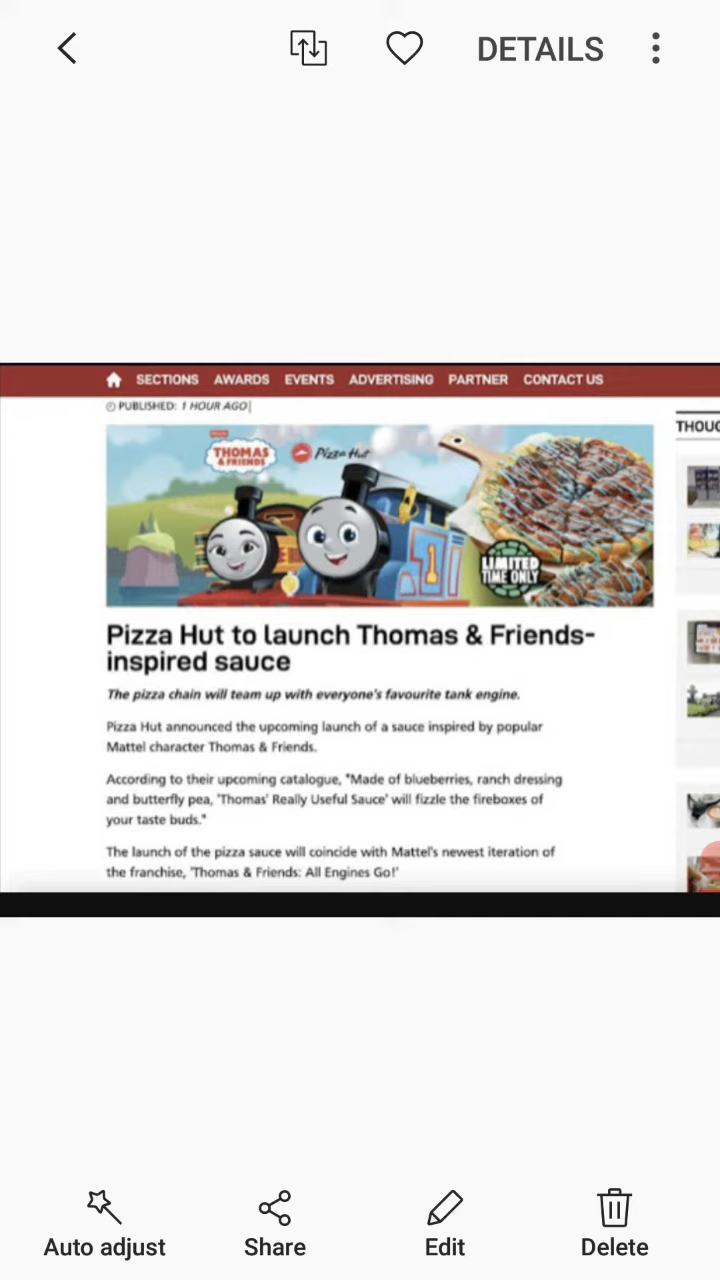 DETAILS
SECTIONS AWARDS EVENTS ADVERTISING PARTNER CONTACT US
PUBLISHED: 1 HOUR AGO|
THOUG
THOMAS
& FRIENDS
Pizza Hut
1
LIMITED
TIME ONLY
Pizza Hut to launch Thomas & Friends-
inspired sauce
The pizza chain will team up with everyone's favourite tank engine.
Pizza Hut announced the upcoming launch of a sauce inspired by popular
Mattel character Thomas & Friends.
According to their upcoming catalogue, "Made of blueberries, ranch dressing
and butterfly pea, 'Thomas' Really Useful Sauce' will fizzle the fireboxes of
your taste buds."
The launch of the pizza sauce will coincide with Mattel's newest iteration of
the franchise, 'Thomas & Friends: All Engines Go!'
Auto adjust Share Edit Delete